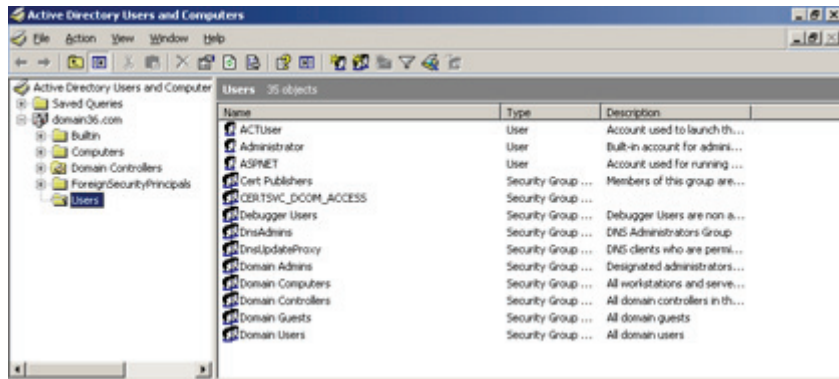 Active Directory Users and Computers
File Action View Window Help
Active Directory Users and Computer
Saved Queries
domain36.com
Builtin
Computers
Domain Controllers
ForeignSecurityPrincipals
Users
Users 35 objects
Name Type Description
ACTUser User Account used to launch th...
Administrator User Built-in account for admini...
ASPNET User Account used for running ...
Cert Publishers Security Group ... Members of this group are...
CERTSVC_DCOM_ACCESS Security Group ...
Debugger Users Security Group ... Debugger Users are non a...
DnsAdmins Security Group ... DNS Administrators Group
DnsUpdateProxy Security Group ... DNS clients who are permi...
Domain Admins Security Group ... Designated administrators...
Domain Computers Security Group ... All workstations and serve...
Domain Controllers Security Group ... All domain controllers in th...
Domain Guests Security Group ... All domain guests
Domain Users Security Group ... All domain users